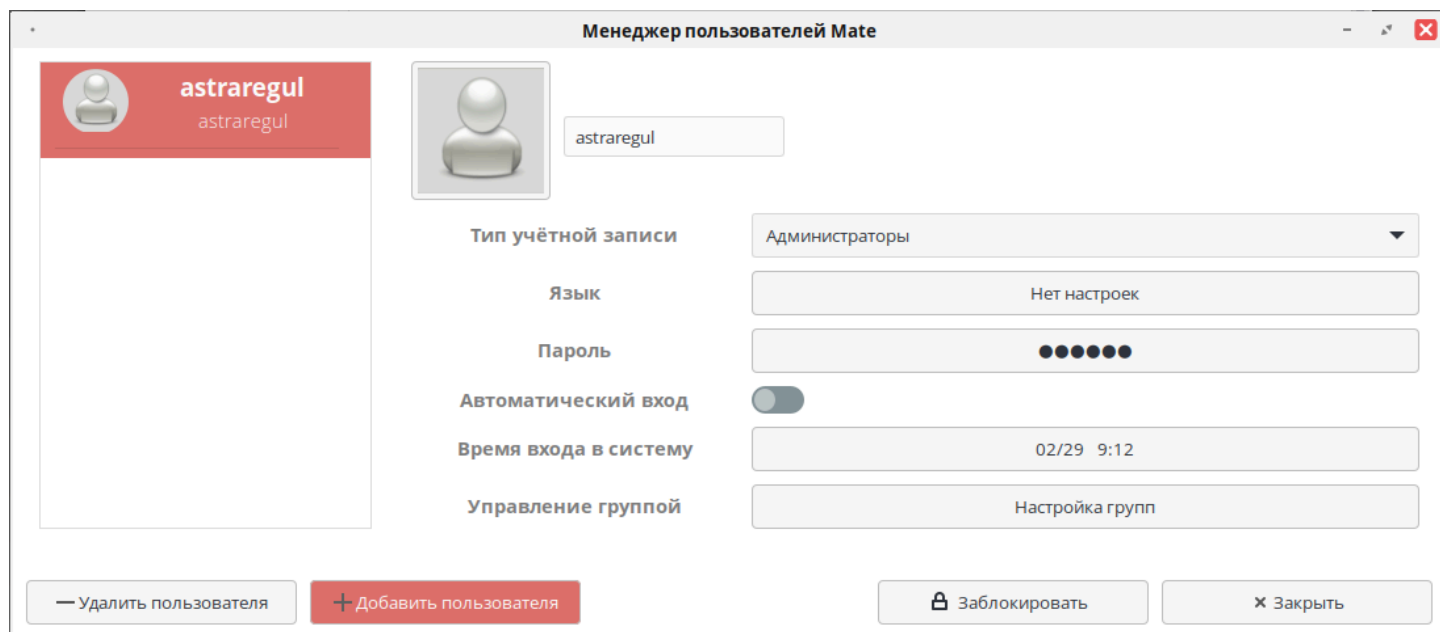 Менеджер пользователей Mate
astraregul
astraregul
astraregul
Тип учётной записи Администраторы
Язык Нет настроек
Пароль ●●●●●●
Автоматический вход
Время входа в систему 02/29 9:12
Управление группой Настройка групп
Удалить пользователя Добавить пользователя Заблокировать Закрыть